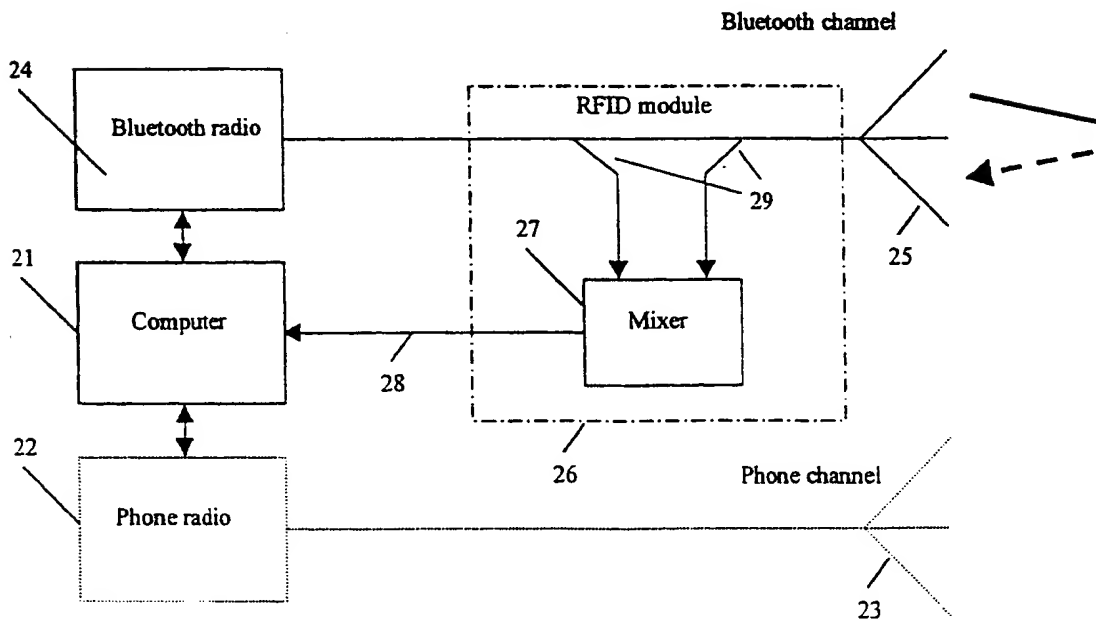 Bluetooth channel
24
RFID module
Bluetooth radio
29
27
25
21
Computer
Mixer
28
22
26
Phone channel
Phone radio
23